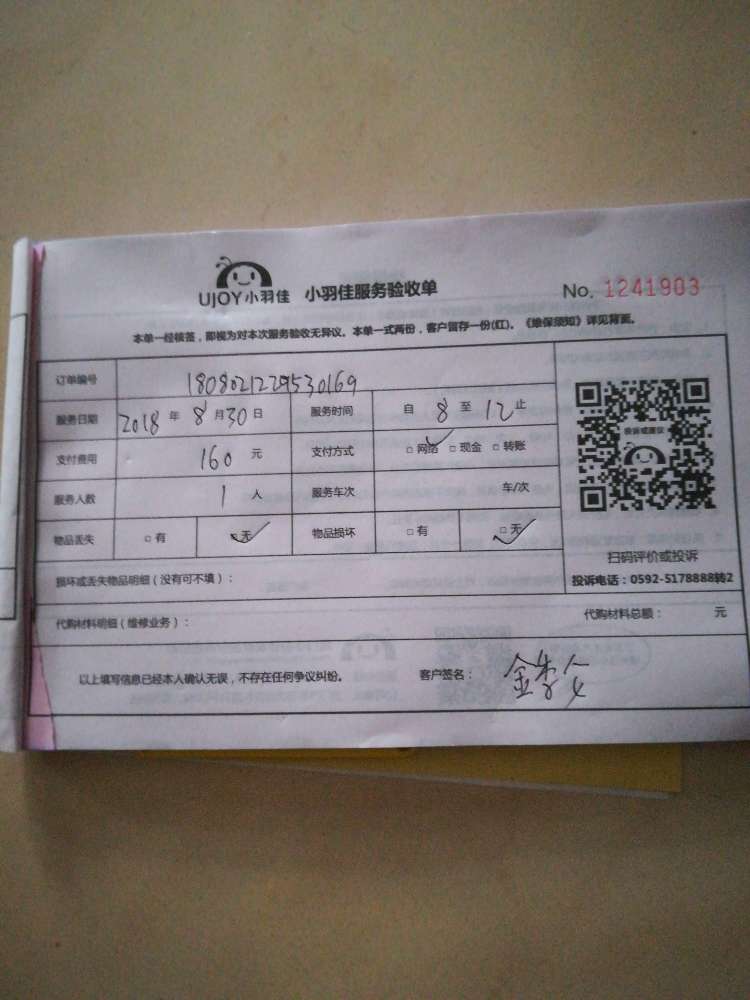 UJOY小羽佳 小羽佳服务验收单 No. 1241903
本单一经核签，即视为对本次服务验收无异议。本单一式两份，客户留存一份(红)。《维保须知》详见背面。
订单编号 1808021229530169
服务日期 2018 年 8 月 30 日 服务时间 自 8 至 12 止
支付费用 160 元 支付方式 □ 网络 □ 现金 □ 转账
服务人数 1 人 服务车次 车/次
物品丢失 □ 有 □ 无 物品损坏 □ 有 □ 无
投诉或建议
扫码评价或投诉
投诉电话：0592-5178888转2
损坏或丢失物品明细（没有可不填）：
代购材料明细（维修业务）： 代购材料总额： 元
以上填写信息已经本人确认无误，不存在任何争议纠纷。 客户签名： 金